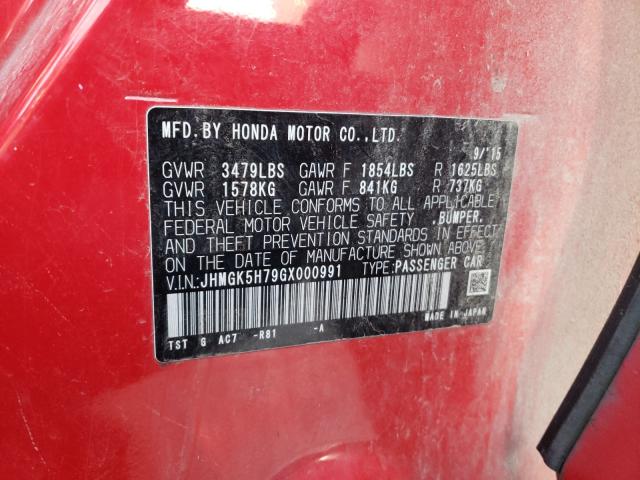 MFD.BY HONDA MOTOR CO.,LTD.
9/'15
GVWR 3479LBS GAWR F 1854LBS R 1625LBS
GVWR 1578KG GAWR F 841KG R 737KG
THIS VEHICLE CONFORMS TO ALL APPLICABLE
FEDERAL MOTOR VEHICLE SAFETY ,BUMPER,
AND THEFT PREVENTION STANDARDS IN
EFFECT ON THE DATE OF MANUFACTURE SHOWN ABOVE.
V.I.N: JHMGK5H79GX000991 TYPE:PASSENGER CAR
MADE IN JAPAN
TST G AC7 -R81 -A